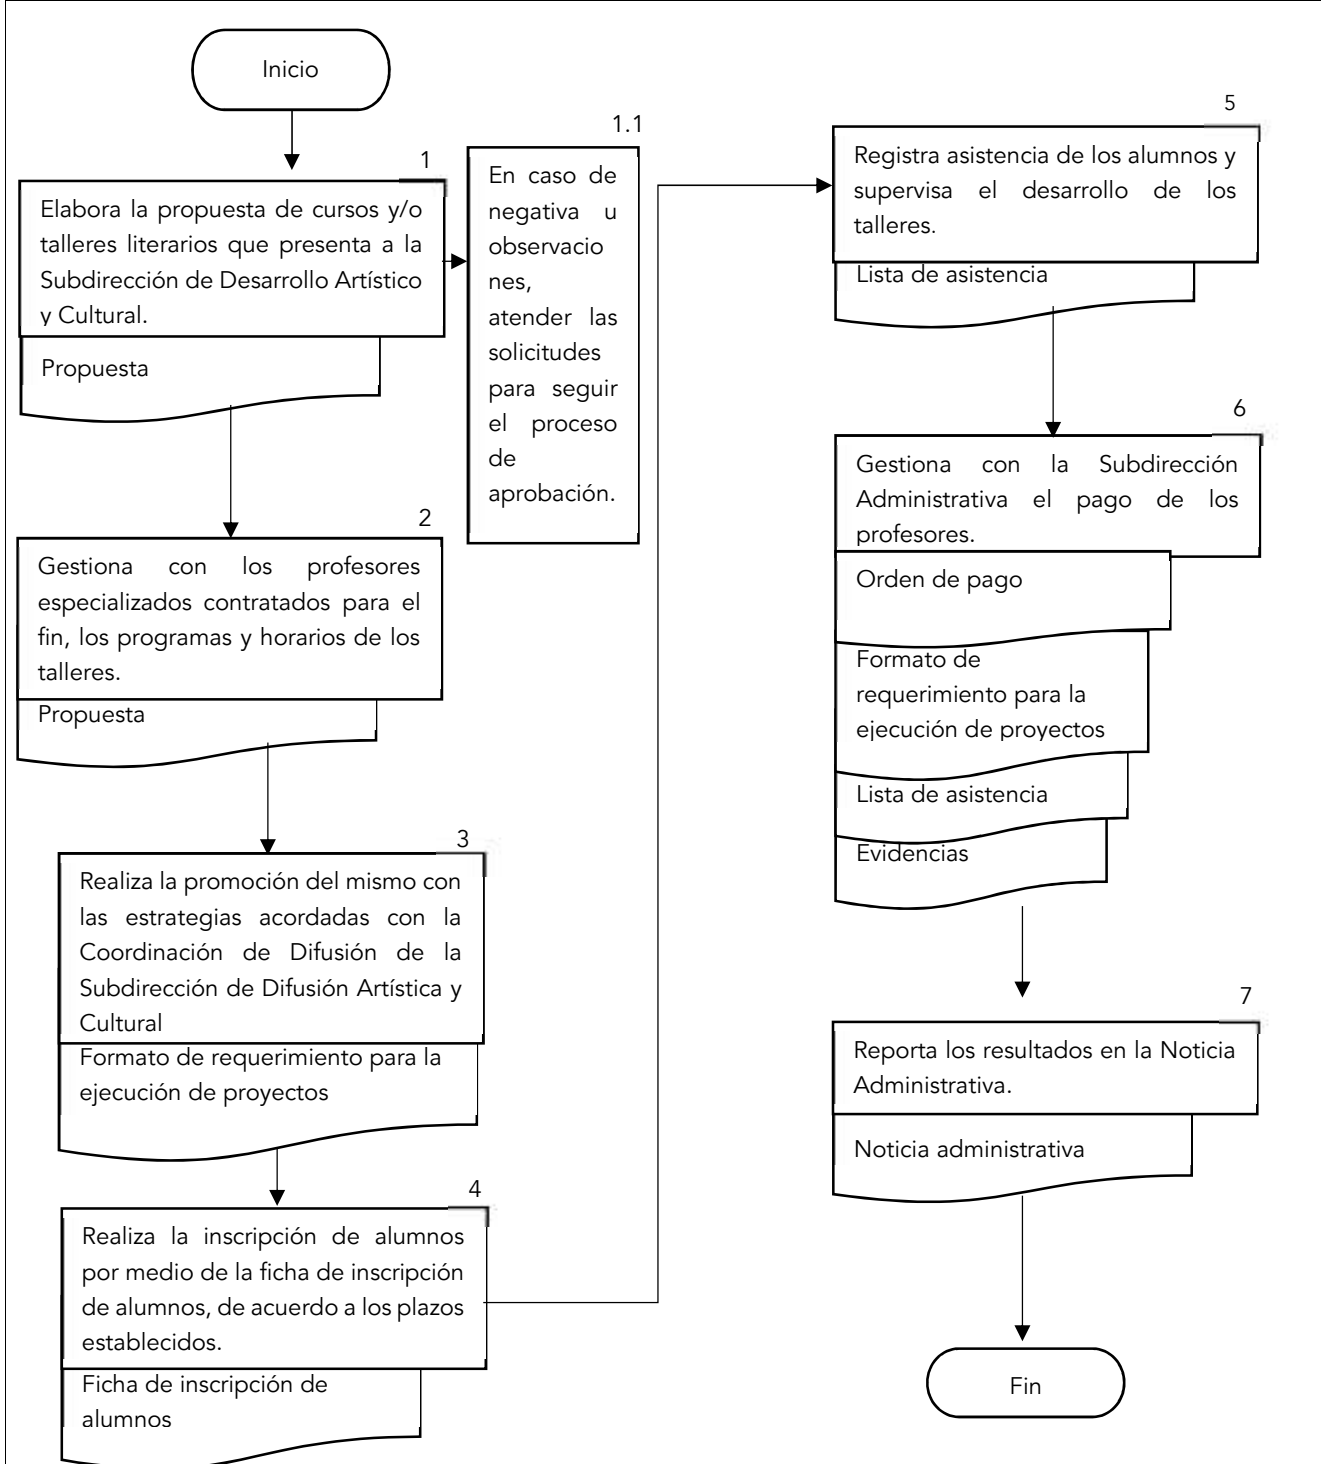 Inicio
1
Elabora la propuesta de cursos y/o
talleres literarios que presenta a la
Subdirección de Desarrollo Artístico
y Cultural.
Propuesta
1.1
En caso de
negativa u
observacio
nes,
atender las
solicitudes
para seguir
el proceso
de
aprobación.
2
Gestiona con los profesores
especializados contratados para el
fin, los programas y horarios de los
talleres.
Propuesta
3
Realiza la promoción del mismo con
las estrategias acordadas con la
Coordinación de Difusión de la
Subdirección de Difusión Artística y
Cultural
Formato de requerimiento para la
ejecución de proyectos
4
Realiza la inscripción de alumnos
por medio de la ficha de inscripción
de alumnos, de acuerdo a los plazos
establecidos.
Ficha de inscripción de
alumnos
5
Registra asistencia de los alumnos y
supervisa el desarrollo de los
talleres.
Lista de asistencia
6
Gestiona con la Subdirección
Administrativa el pago de los
profesores.
Orden de pago
Formato de
requerimiento para la
ejecución de proyectos
Lista de asistencia
Evidencias
7
Reporta los resultados en la Noticia
Administrativa.
Noticia administrativa
Fin